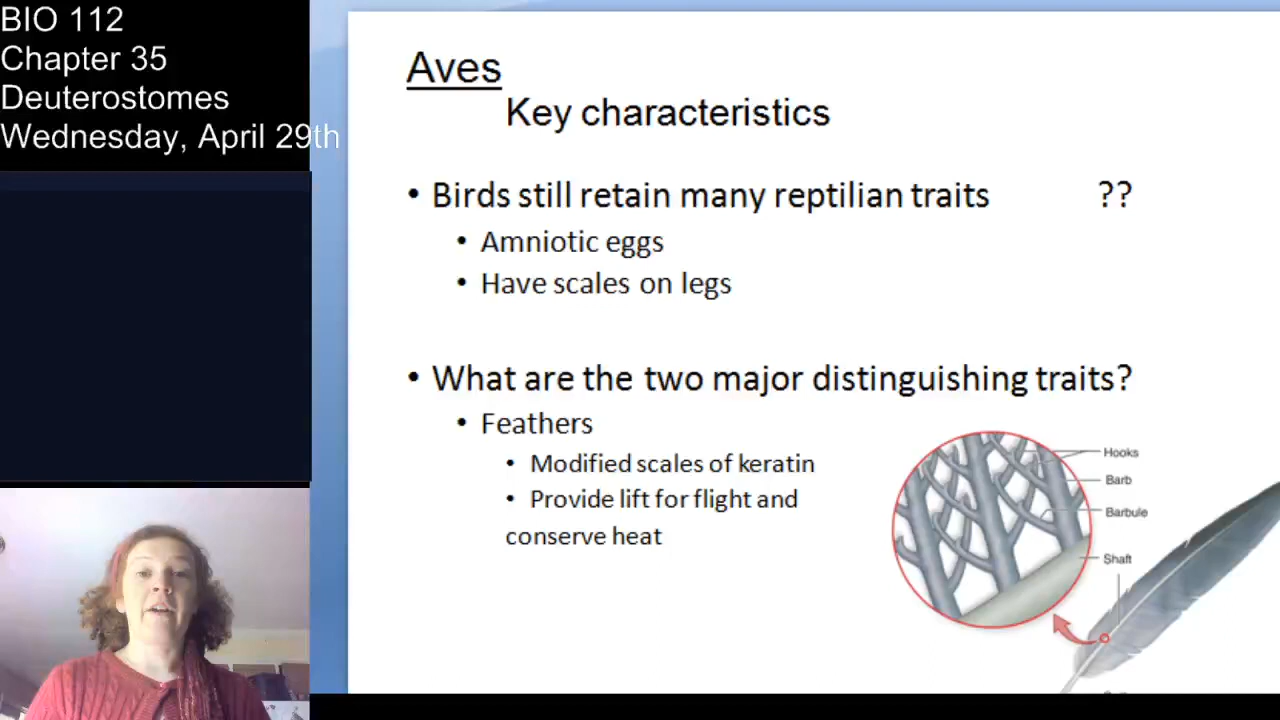 BIO 112
Chapter 35
Deuterostomes
Wednesday, April 29th
Aves
Key characteristics
• Birds still retain many reptilian traits ??
• Amniotic eggs
• Have scales on legs
• What are the two major distinguishing traits?
• Feathers
• Modified scales of keratin
• Provide lift for flight and
conserve heat
Hooks
Barb
Barbule
Shaft